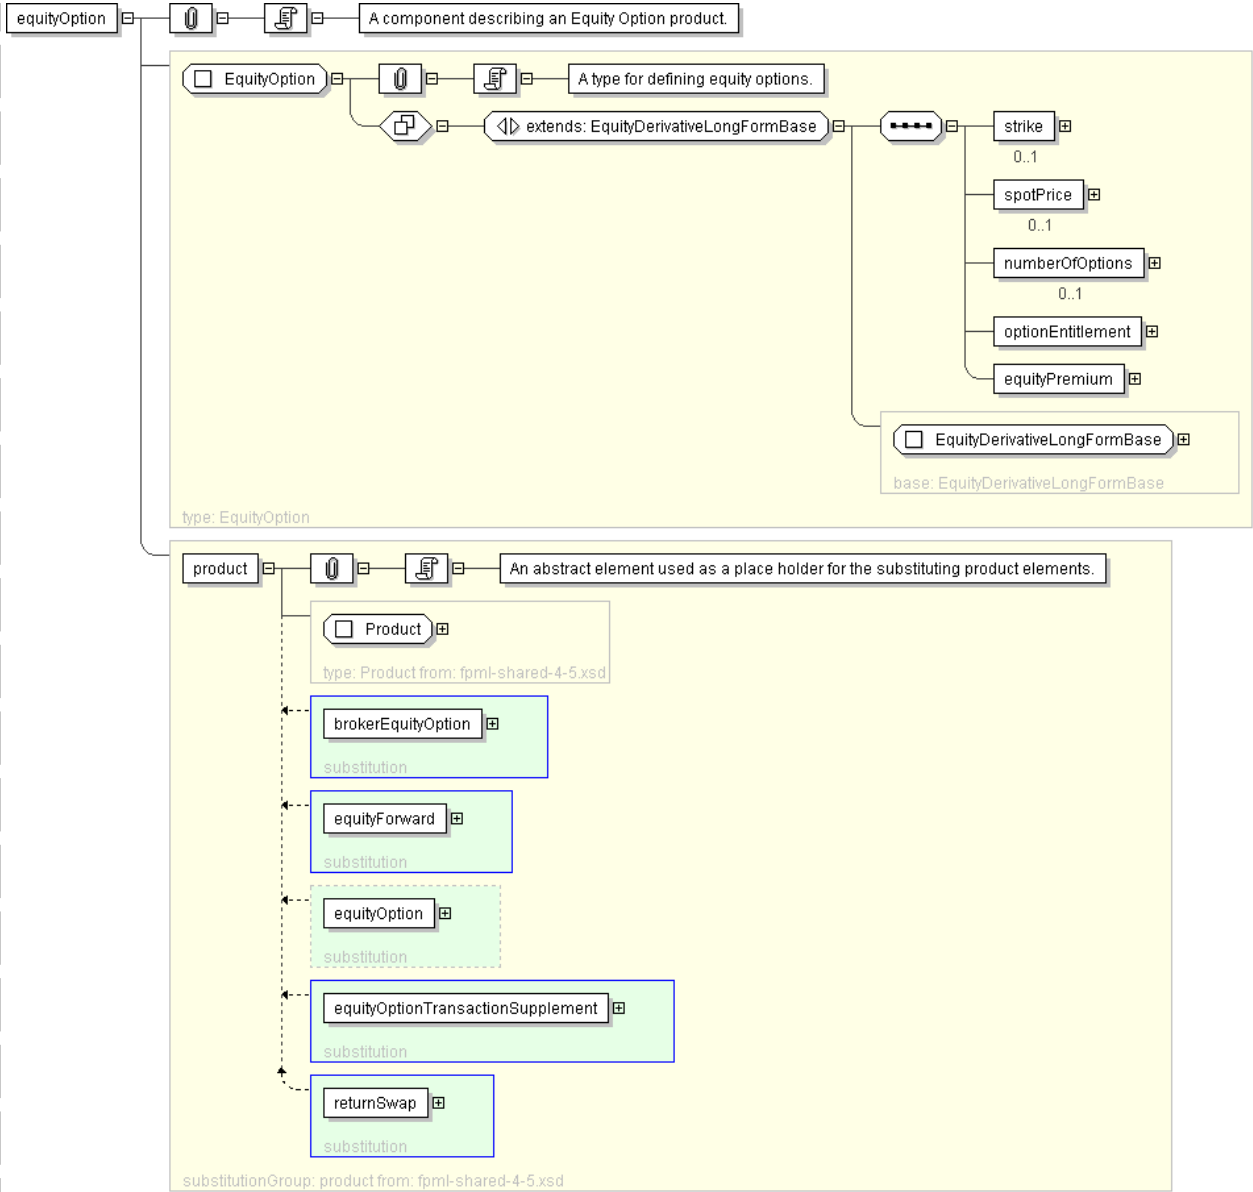 equityOption
A component describing an Equity Option product.
EquityOption
A type for defining equity options.
extends: EquityDerivativeLongFormBase
strike
0..1
spotPrice
0..1
numberOfOptions
0..1
optionEntitlement
equityPremium
EquityDerivativeLongFormBase
base: EquityDerivativeLongFormBase
type: EquityOption
product
An abstract element used as a place holder for the substituting product elements.
Product
type: Product from: fpml-shared-4-5.xsd
brokerEquityOption
substitution
equityForward
substitution
equityOption
substitution
equityOptionTransactionSupplement
substitution
returnSwap
substitution
substitutionGroup: product from: fpml-shared-4-5.xsd